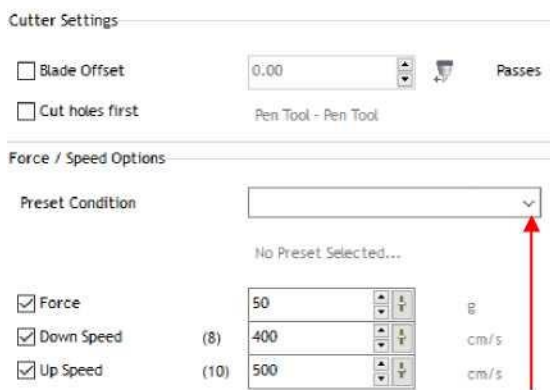 Cutter Settings
Blade Offset 0.00 Passes
Cut holes first Pen Tool - Pen Tool
Force / Speed Options
Preset Condition
No Preset Selected...
Force 50 g
Down Speed (8) 400 cm/s
Up Speed (10) 500 cm/s